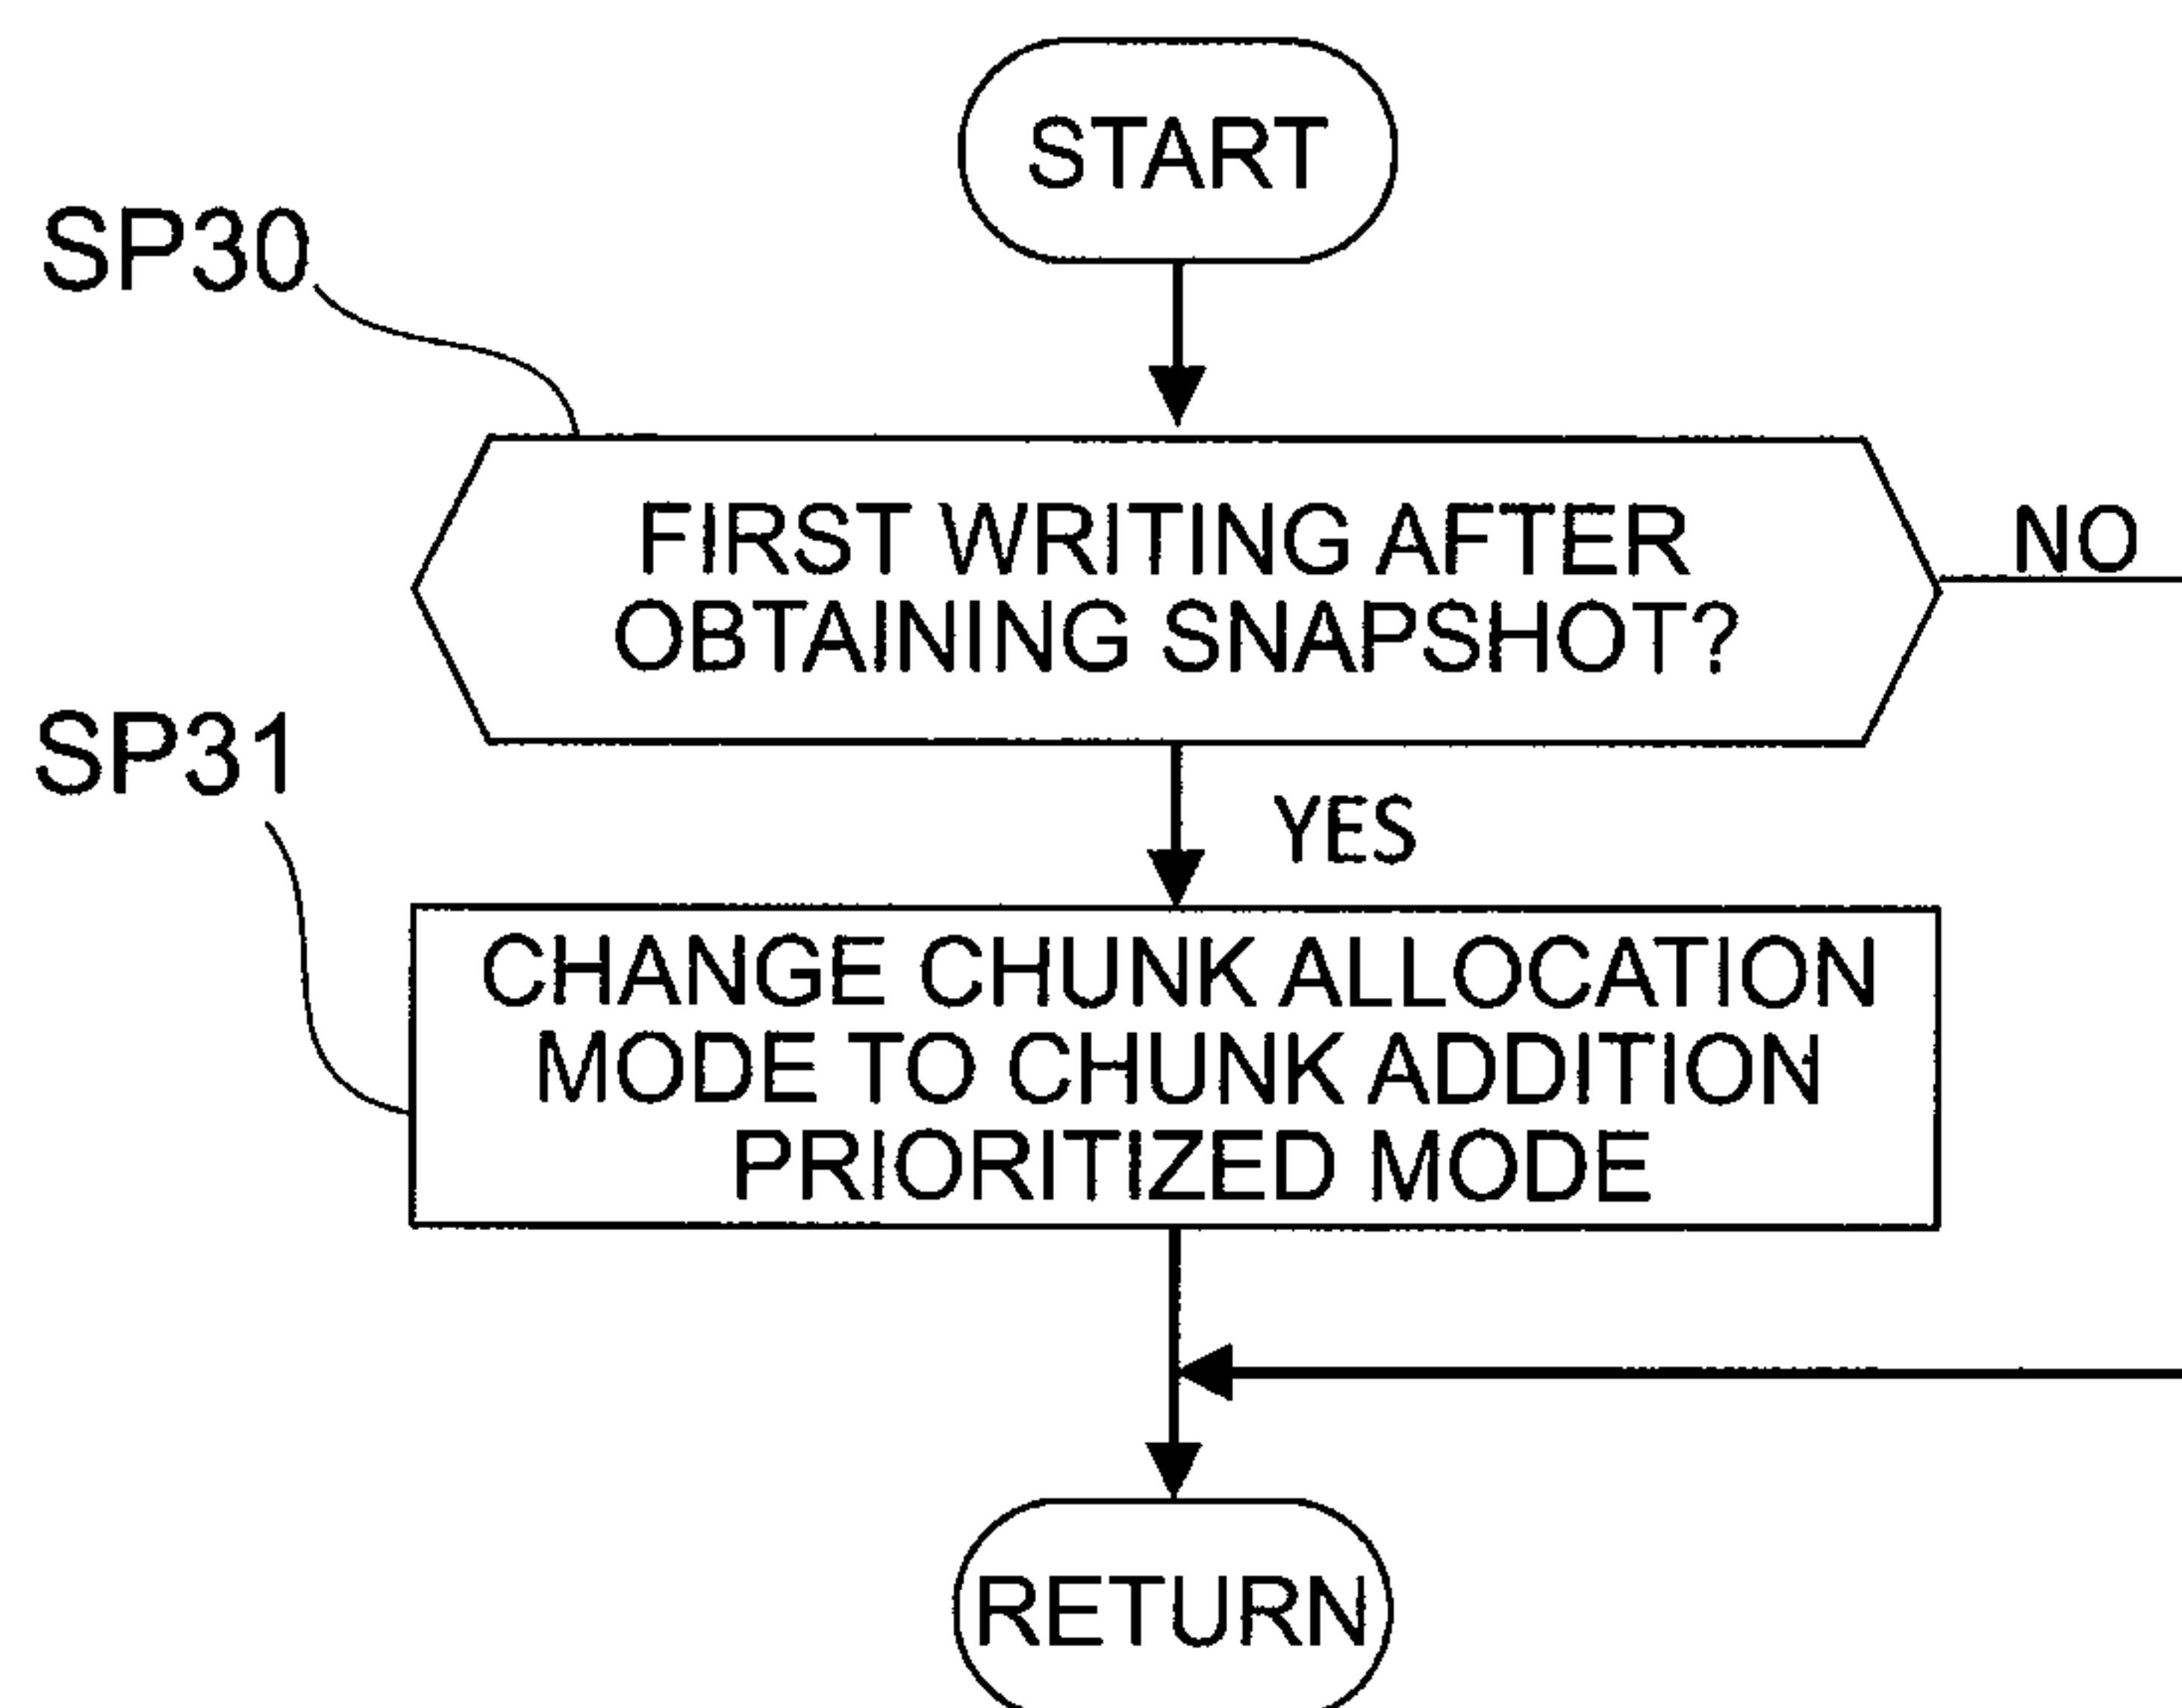 START
SP30
FIRST WRITING AFTER
OBTAINING SNAPSHOT?
NO
SP31
YES
CHANGE CHUNK ALLOCATION
MODE TO CHUNK ADDITION
PRIORITIZED MODE
RETURN